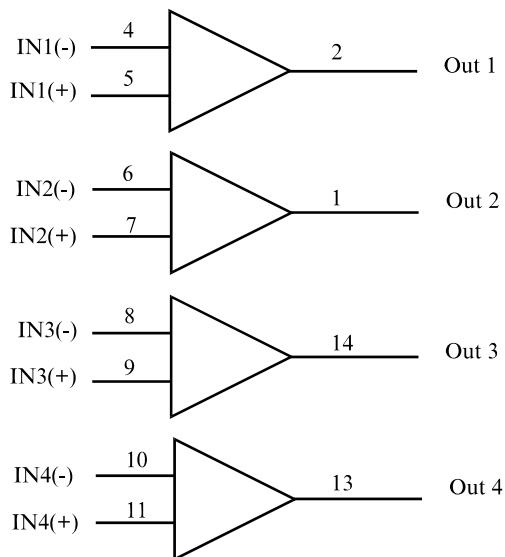 IN1(-) 4
IN1(+) 5
2 Out 1
IN2(-) 6
IN2(+) 7
1 Out 2
IN3(-) 8
IN3(+) 9
14 Out 3
IN4(-) 10
IN4(+) 11
13 Out 4